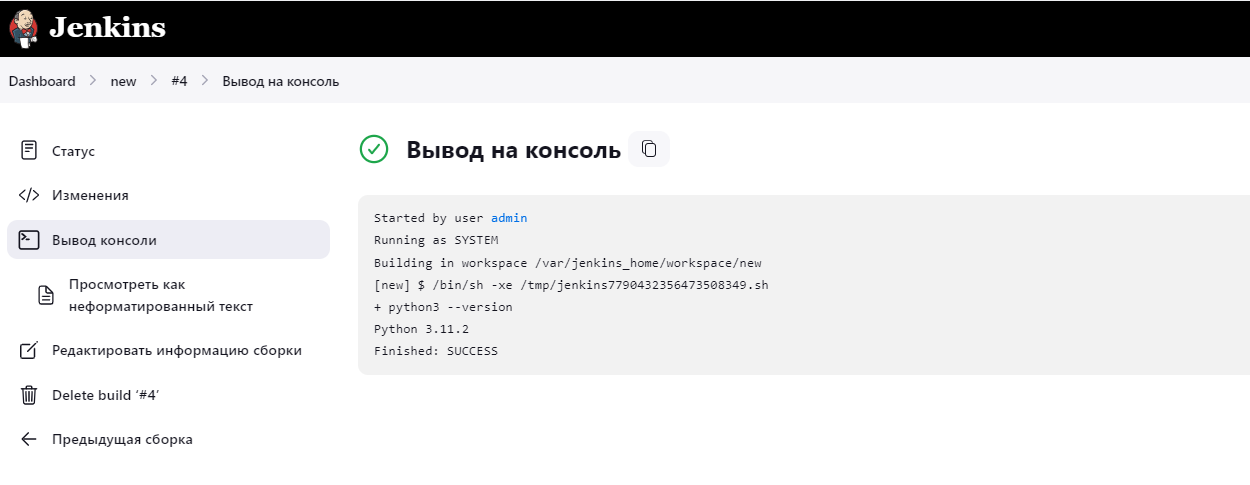 Jenkins
Dashboard > new > #4 > Вывод на консоль
Статус
Изменения
Вывод консоли
Просмотреть как
неформатированный текст
Редактировать информацию сборки
Delete build ‘#4’
Предыдущая сборка
Вывод на консоль
Started by user admin
Running as SYSTEM
Building in workspace /var/jenkins_home/workspace/new
[new] $ /bin/sh -xe /tmp/jenkins7790432356473508349.sh
+ python3 --version
Python 3.11.2
Finished: SUCCESS